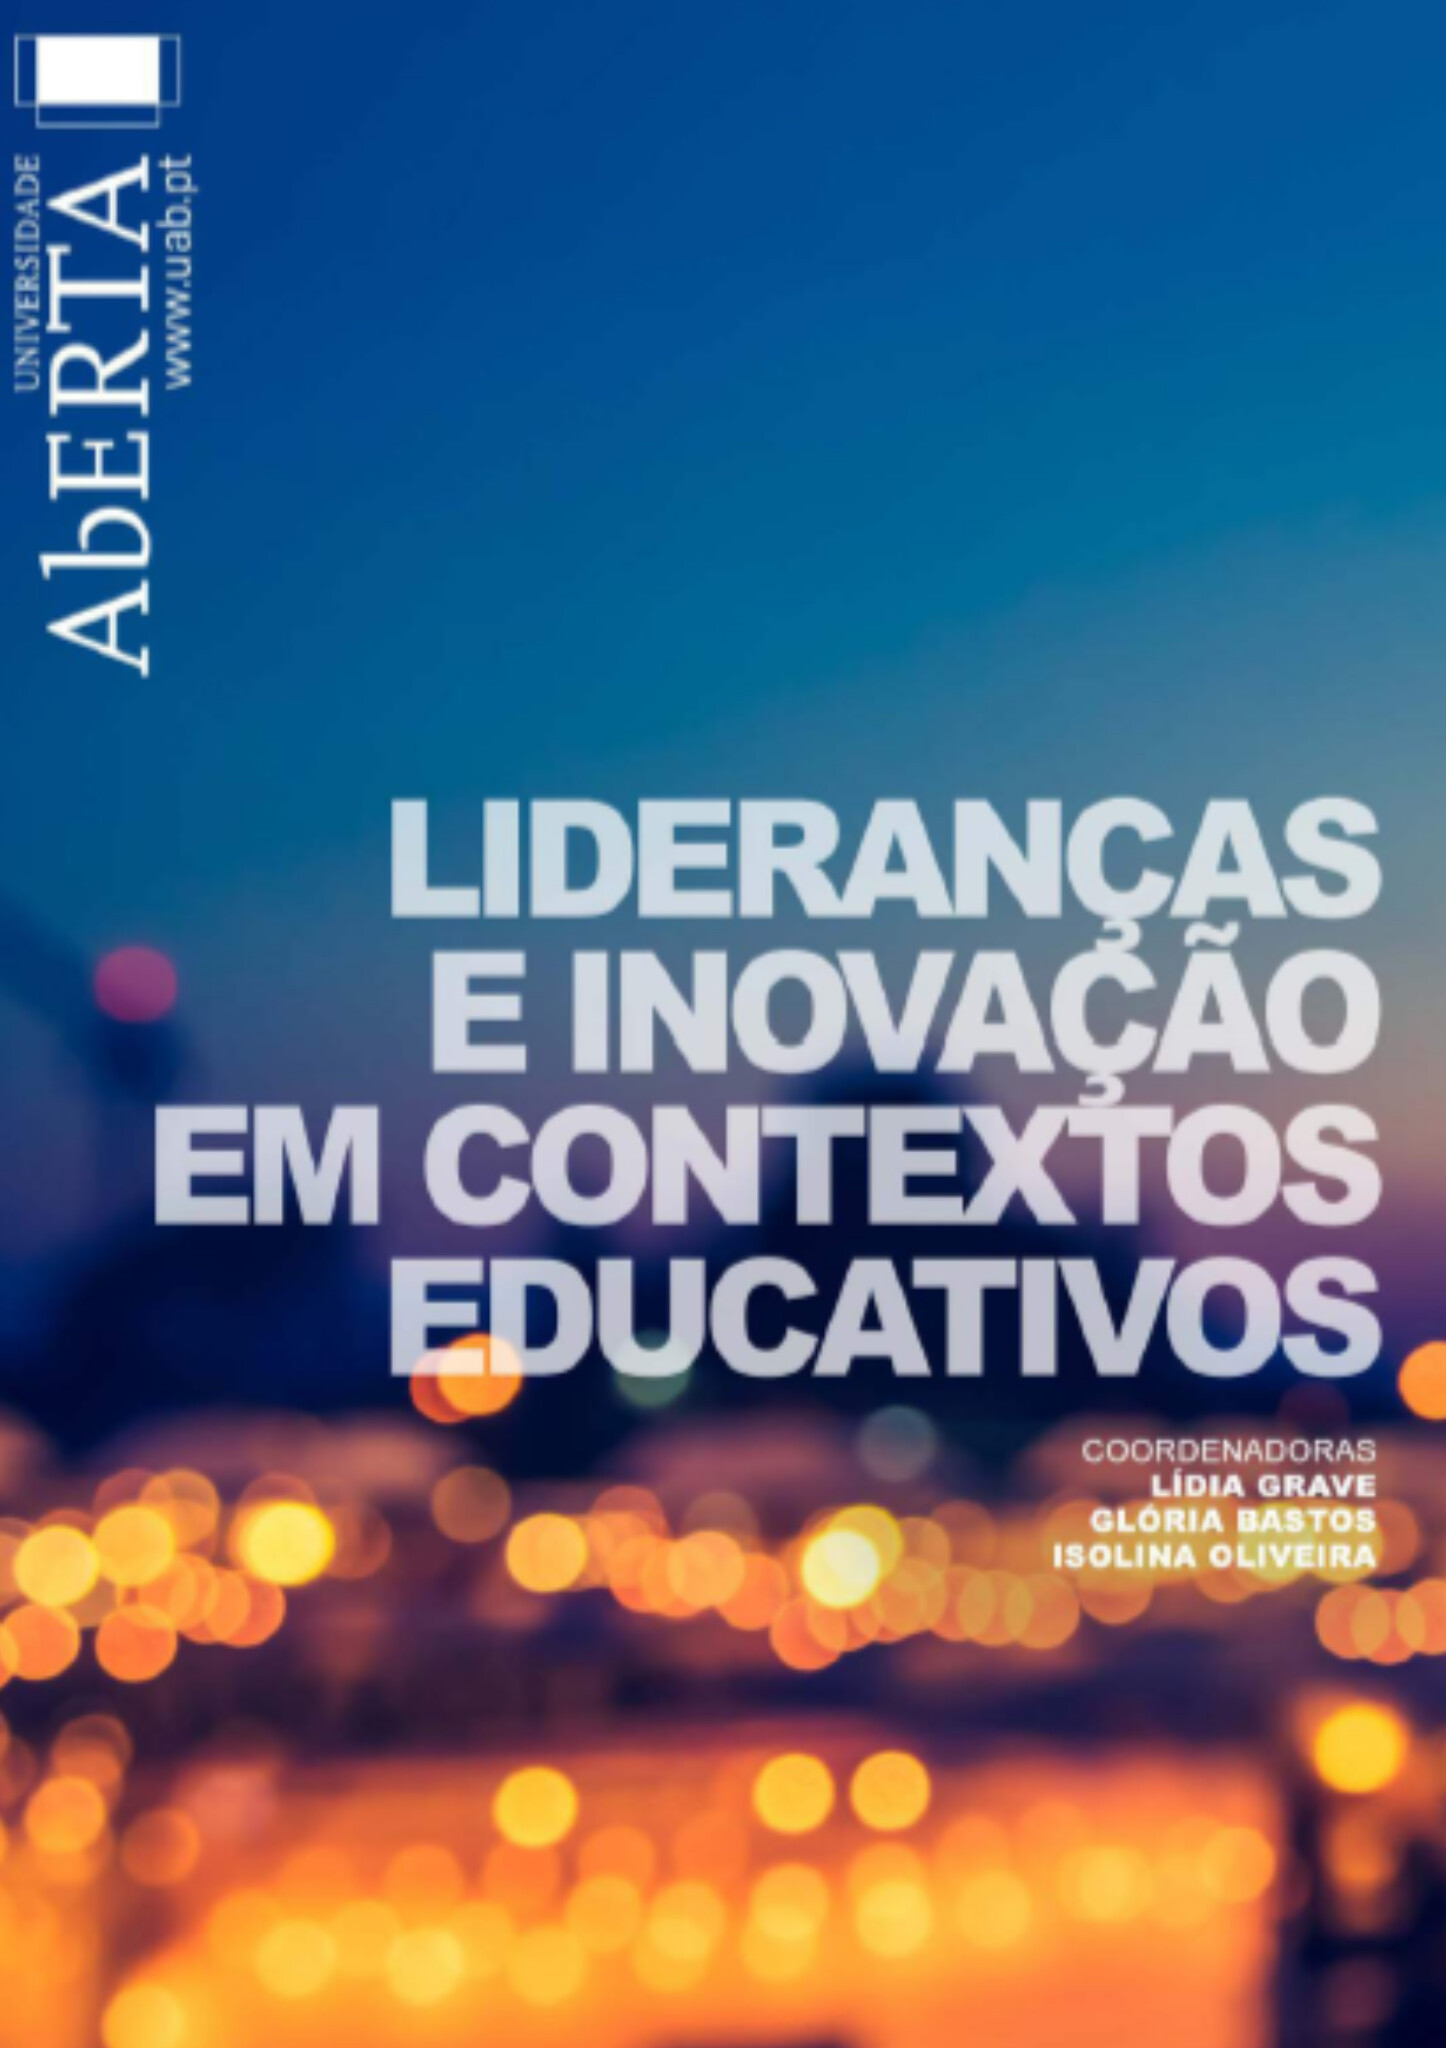 UNIVERSIDADE
AbERTA
www.uab.pt
LIDERANÇAS
E INOVAÇÃO
EM CONTEXTOS
EDUCATIVOS
COORDENADORAS
LÍDIA GRAVE
GLÓRIA BASTOS
ISOLINA OLIVEIRA